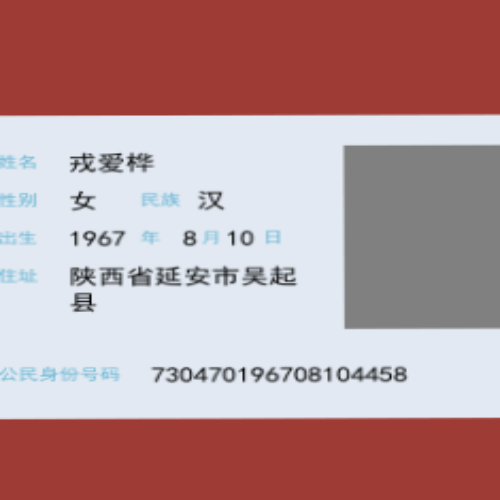 姓名 戎爱桦
性别 女 民族 汉
出生 1967 年 8 月 10 日
住址 陕西省延安市吴起
县
公民身份号码 730470196708104458